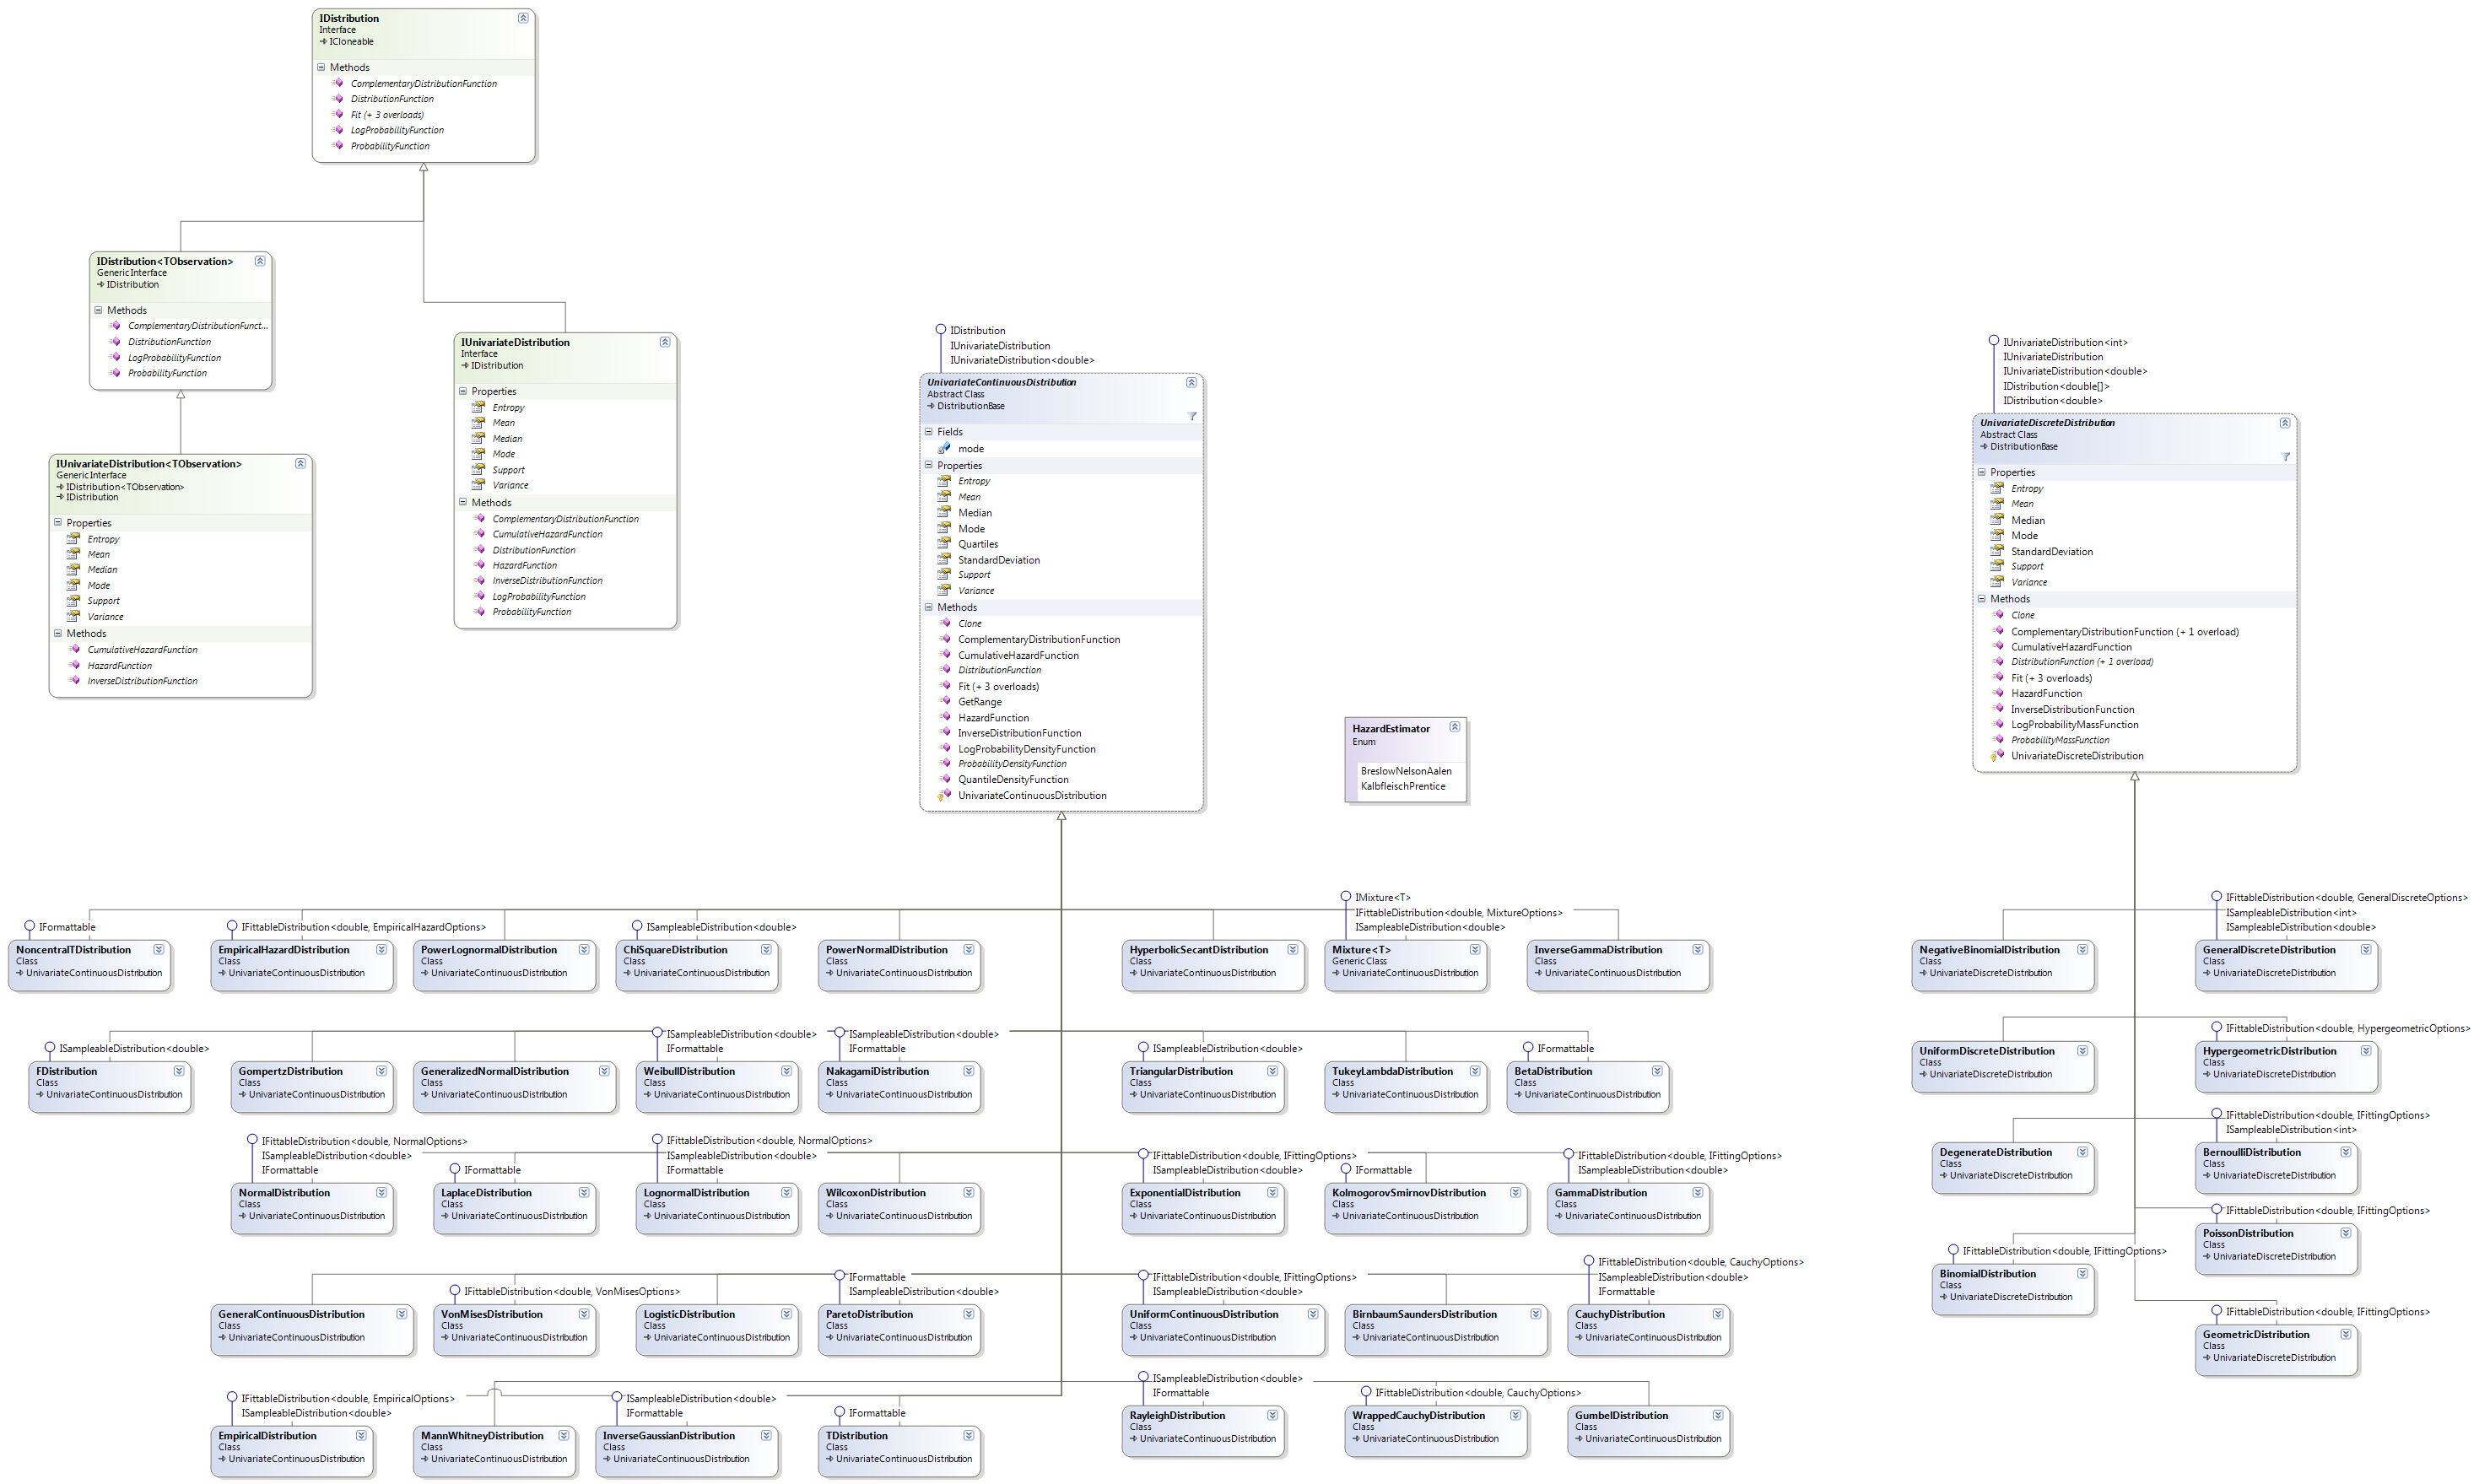 IDistribution
Interface
ICloneable
Methods
ComplementaryDistributionFunction
DistributionFunction
Fit (+ 3 overloads)
LogProbabilityFunction
ProbabilityFunction
IDistribution<TObservation>
Generic Interface
IDistribution
Methods
ComplementaryDistributionFunct...
DistributionFunction
LogProbabilityFunction
ProbabilityFunction
IUnivariateDistribution<TObservation>
Generic Interface
IDistribution<TObservation>
IDistribution
Properties
Entropy
Mean
Median
Mode
Support
Variance
Methods
CumulativeHazardFunction
HazardFunction
InverseDistributionFunction
IUnivariateDistribution
Interface
IDistribution
Properties
Entropy
Mean
Median
Mode
Support
Variance
Methods
ComplementaryDistributionFunction
CumulativeHazardFunction
DistributionFunction
HazardFunction
InverseDistributionFunction
LogProbabilityFunction
ProbabilityFunction
IDistribution
IUnivariateDistribution
IUnivariateDistribution<double>
UnivariateContinuousDistribution
Abstract Class
DistributionBase
Fields
mode
Properties
Entropy
Mean
Median
Mode
Quartiles
StandardDeviation
Support
Variance
Methods
Clone
ComplementaryDistributionFunction
CumulativeHazardFunction
DistributionFunction
Fit (+ 3 overloads)
GetRange
HazardFunction
InverseDistributionFunction
LogProbabilityDensityFunction
ProbabilityDensityFunction
QuantileDensityFunction
UnivariateContinuousDistribution
HazardEstimator
Enum
BreslowNelsonAalen
KalbfleischPrentice
IUnivariateDistribution<int>
IUnivariateDistribution
IUnivariateDistribution<double>
IDistribution<double[]>
IDistribution<double>
UnivariateDiscreteDistribution
Abstract Class
DistributionBase
Properties
Entropy
Mean
Median
Mode
StandardDeviation
Support
Variance
Methods
Clone
ComplementaryDistributionFunction (+ 1 overload)
CumulativeHazardFunction
DistributionFunction (+ 1 overload)
Fit (+ 3 overloads)
HazardFunction
InverseDistributionFunction
LogProbabilityMassFunction
ProbabilityMassFunction
UnivariateDiscreteDistribution
IFormattable
NoncentralTDistribution
Class
UnivariateContinuousDistribution
IFittableDistribution<double, EmpiricalHazardOptions>
EmpiricalHazardDistribution
Class
UnivariateContinuousDistribution
PowerLognormalDistribution
Class
UnivariateContinuousDistribution
ISampleableDistribution<double>
ChiSquareDistribution
Class
UnivariateContinuousDistribution
PowerNormalDistribution
Class
UnivariateContinuousDistribution
HyperbolicSecantDistribution
Class
UnivariateContinuousDistribution
IMixture<T>
IFittableDistribution<double, MixtureOptions>
ISampleableDistribution<double>
Mixture<T>
Generic Class
UnivariateContinuousDistribution
InverseGammaDistribution
Class
UnivariateContinuousDistribution
NegativeBinomialDistribution
Class
UnivariateDiscreteDistribution
IFittableDistribution<double, GeneralDiscreteOptions>
ISampleableDistribution<int>
ISampleableDistribution<double>
GeneralDiscreteDistribution
Class
UnivariateDiscreteDistribution
ISampleableDistribution<double>
FDistribution
Class
UnivariateContinuousDistribution
GompertzDistribution
Class
UnivariateContinuousDistribution
GeneralizedNormalDistribution
Class
UnivariateContinuousDistribution
ISampleableDistribution<double>
IFormattable
WeibullDistribution
Class
UnivariateContinuousDistribution
ISampleableDistribution<double>
IFormattable
NakagamiDistribution
Class
UnivariateContinuousDistribution
ISampleableDistribution<double>
TriangularDistribution
Class
UnivariateContinuousDistribution
TukeyLambdaDistribution
Class
UnivariateContinuousDistribution
IFormattable
BetaDistribution
Class
UnivariateContinuousDistribution
UniformDiscreteDistribution
Class
UnivariateDiscreteDistribution
IFittableDistribution<double, HypergeometricOptions>
HypergeometricDistribution
Class
UnivariateDiscreteDistribution
IFittableDistribution<double, NormalOptions>
ISampleableDistribution<double>
IFormattable
NormalDistribution
Class
UnivariateContinuousDistribution
IFormattable
LaplaceDistribution
Class
UnivariateContinuousDistribution
IFittableDistribution<double, NormalOptions>
ISampleableDistribution<double>
IFormattable
LognormalDistribution
Class
UnivariateContinuousDistribution
WilcoxonDistribution
Class
UnivariateContinuousDistribution
IFittableDistribution<double, IFittingOptions>
ISampleableDistribution<double>
ExponentialDistribution
Class
UnivariateContinuousDistribution
IFormattable
KolmogorovSmirnovDistribution
Class
UnivariateContinuousDistribution
IFittableDistribution<double, IFittingOptions>
ISampleableDistribution<double>
GammaDistribution
Class
UnivariateContinuousDistribution
DegenerateDistribution
Class
UnivariateDiscreteDistribution
IFittableDistribution<double, IFittingOptions>
ISampleableDistribution<int>
BernoulliDistribution
Class
UnivariateDiscreteDistribution
IFittableDistribution<double, IFittingOptions>
PoissonDistribution
Class
UnivariateDiscreteDistribution
IFittableDistribution<double, IFittingOptions>
BinomialDistribution
Class
UnivariateDiscreteDistribution
IFittableDistribution<double, IFittingOptions>
GeometricDistribution
Class
UnivariateDiscreteDistribution
GeneralContinuousDistribution
Class
UnivariateContinuousDistribution
IFittableDistribution<double, VonMisesOptions>
VonMisesDistribution
Class
UnivariateContinuousDistribution
LogisticDistribution
Class
UnivariateContinuousDistribution
IFormattable
ISampleableDistribution<double>
ParetoDistribution
Class
UnivariateContinuousDistribution
IFittableDistribution<double, IFittingOptions>
ISampleableDistribution<double>
UniformContinuousDistribution
Class
UnivariateContinuousDistribution
BirnbaumSaundersDistribution
Class
UnivariateContinuousDistribution
IFittableDistribution<double, CauchyOptions>
ISampleableDistribution<double>
IFormattable
CauchyDistribution
Class
UnivariateContinuousDistribution
IFittableDistribution<double, EmpiricalOptions>
ISampleableDistribution<double>
EmpiricalDistribution
Class
UnivariateContinuousDistribution
MannWhitneyDistribution
Class
UnivariateContinuousDistribution
ISampleableDistribution<double>
IFormattable
InverseGaussianDistribution
Class
UnivariateContinuousDistribution
IFormattable
TDistribution
Class
UnivariateContinuousDistribution
ISampleableDistribution<double>
IFormattable
RayleighDistribution
Class
UnivariateContinuousDistribution
IFittableDistribution<double, CauchyOptions>
WrappedCauchyDistribution
Class
UnivariateContinuousDistribution
GumbelDistribution
Class
UnivariateContinuousDistribution